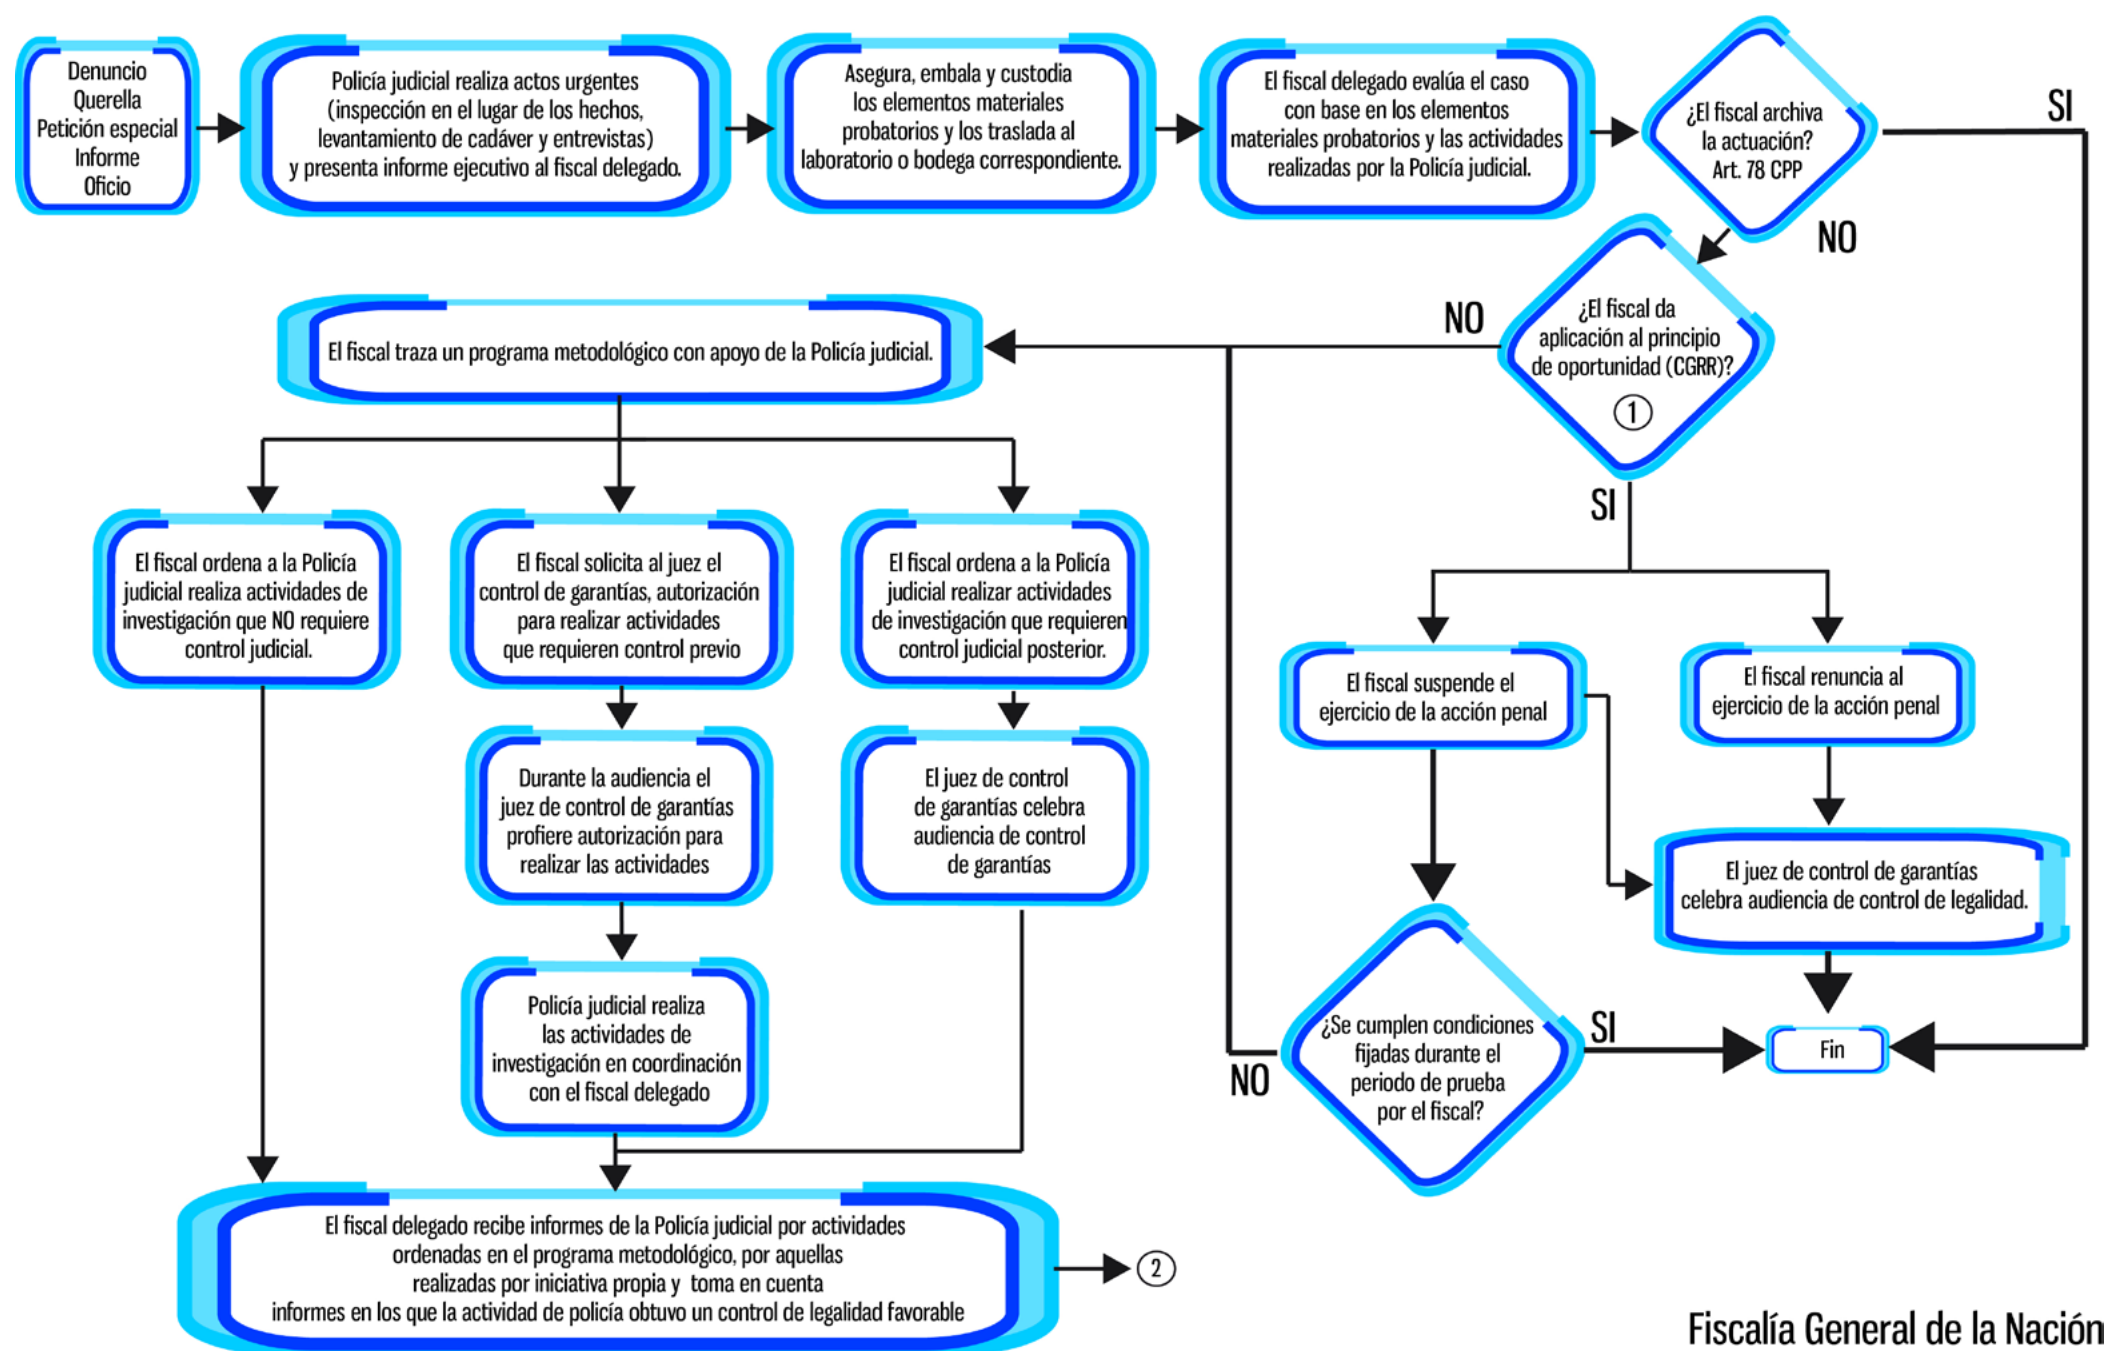 Denuncio
Querella
Petición especial
Informe
Oficio
Policía judicial realiza actos urgentes
(inspección en el lugar de los hechos,
levantamiento de cadáver y entrevistas)
y presenta informe ejecutivo al fiscal delegado.
Asegura, embala y custodia
los elementos materiales
probatorios y los traslada al
laboratorio o bodega correspondiente.
El fiscal delegado evalúa el caso
con base en los elementos
materiales probatorios y las actividades
realizadas por la Policía judicial.
¿El fiscal archiva
la actuación?
Art. 78 CPP
SI
NO
¿El fiscal da
aplicación al principio
de oportunidad (CGRR)?
1
NO
SI
El fiscal traza un programa metodológico con apoyo de la Policía judicial.
El fiscal ordena a la Policía
judicial realiza actividades de
investigación que NO requiere
control judicial.
El fiscal solicita al juez el
control de garantías, autorización
para realizar actividades
que requieren control previo
El fiscal ordena a la Policía
judicial realizar actividades
de investigación que requieren
control judicial posterior.
El fiscal suspende el
ejercicio de la acción penal
El fiscal renuncia al
ejercicio de la acción penal
Durante la audiencia el
juez de control de garantías
profiere autorización para
realizar las actividades
El juez de control
de garantías celebra
audiencia de control
de garantías
El juez de control de garantías
celebra audiencia de control de legalidad.
Policía judicial realiza
las actividades de
investigación en coordinación
con el fiscal delegado
¿Se cumplen condiciones
fijadas durante el
periodo de prueba
por el fiscal?
SI
NO
Fin
El fiscal delegado recibe informes de la Policía judicial por actividades
ordenadas en el programa metodológico, por aquellas
realizadas por iniciativa propia y toma en cuenta
informes en los que la actividad de policía obtuvo un control de legalidad favorable
2
Fiscalía General de la Nación